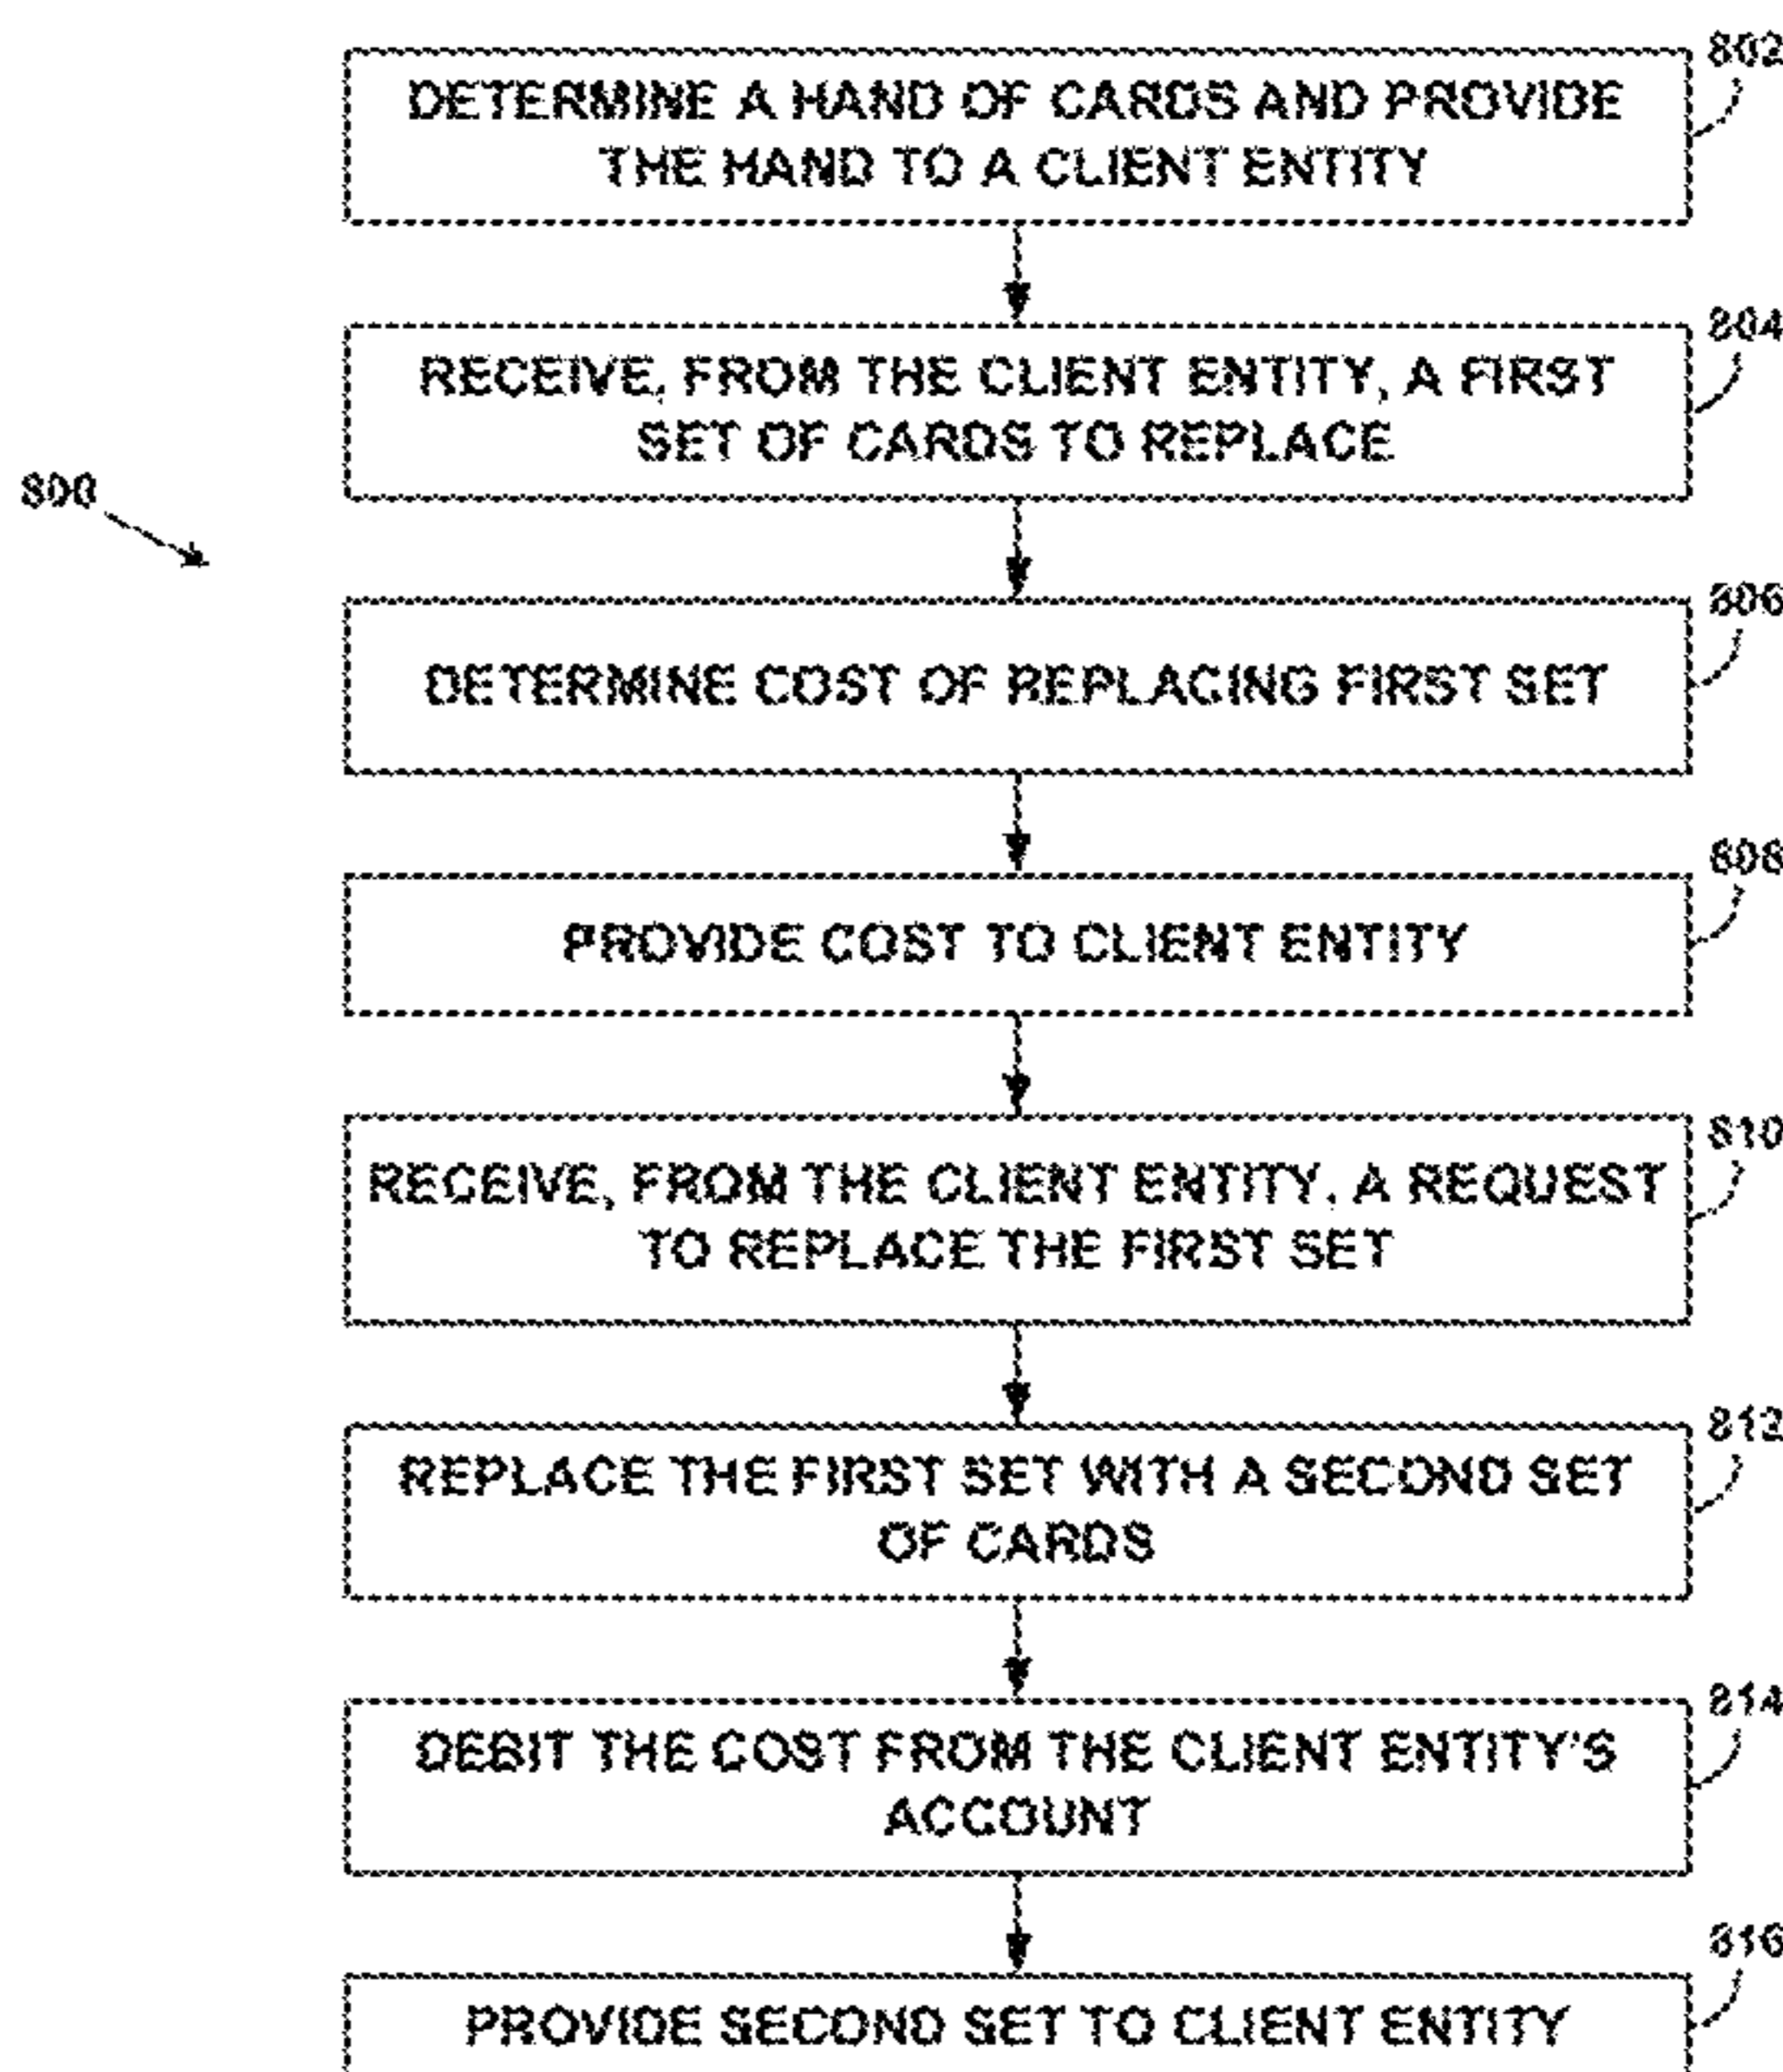 802
DETERMINE A HAND OF CARDS AND PROVIDE
THE HAND TO A CLIENT ENTITY
804
RECEIVE, FROM THE CLIENT ENTITY, A FIRST
SET OF CARDS TO REPLACE
800
806
DETERMINE COST OF REPLACING FIRST SET
808
PROVIDE COST TO CLIENT ENTITY
810
RECEIVE, FROM THE CLIENT ENTITY, A REQUEST
TO REPLACE THE FIRST SET
812
REPLACE THE FIRST SET WITH A SECOND SET
OF CARDS
814
DEBIT THE COST FROM THE CLIENT ENTITY'S
ACCOUNT
816
PROVIDE SECOND SET TO CLIENT ENTITY